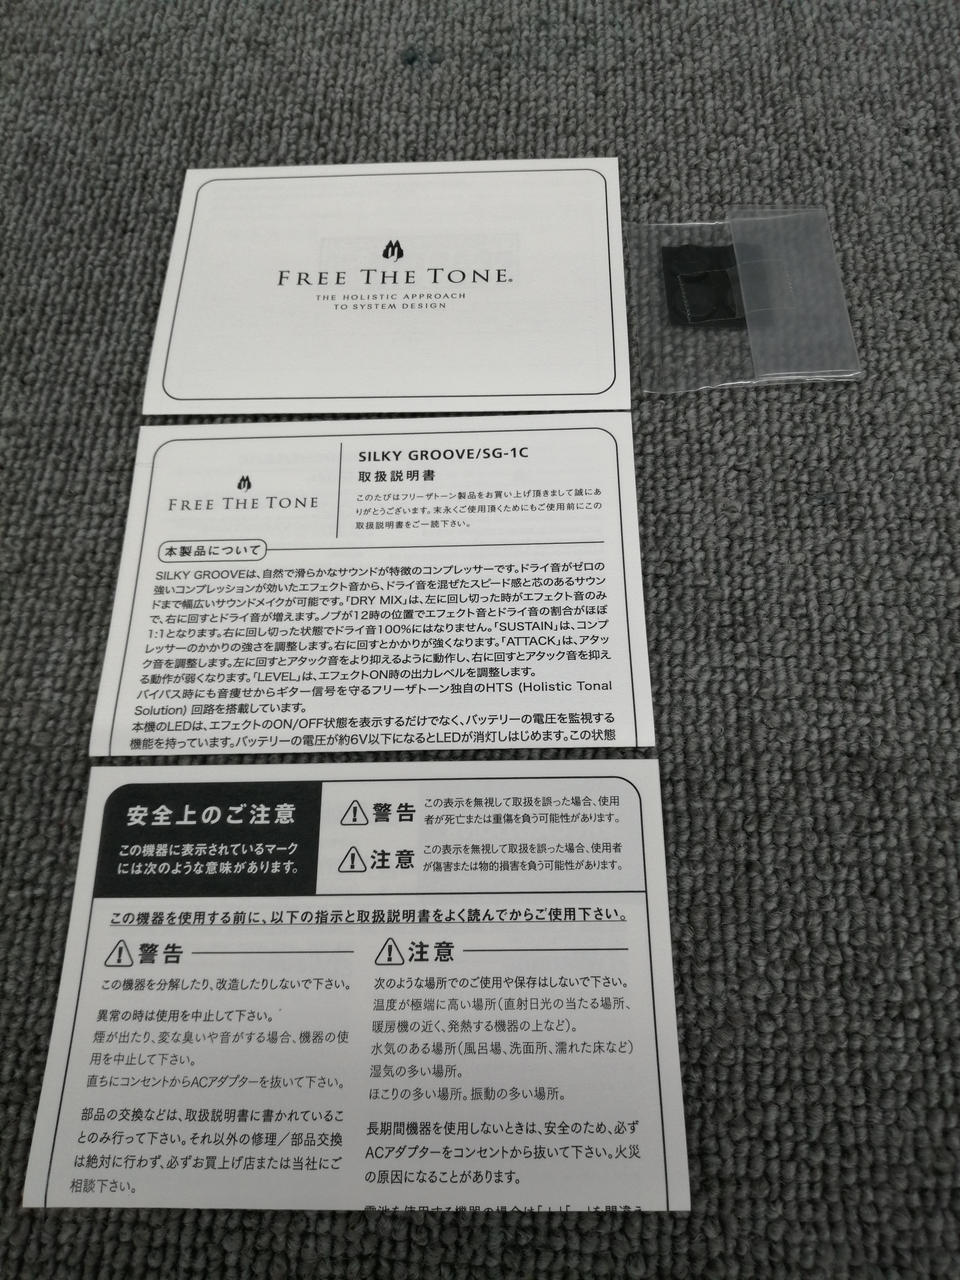 FREE THE TONE®
THE HOLISTIC APPROACH
TO SYSTEM DESIGN
FREE THE TONE
SILKY GROOVE/SG-1C
取扱説明書
このたびはフリーザトーン製品をお買い上げ頂きまして誠にあ
りがとうございます。末永くご使用頂くためにもご使用前にこの
取扱説明書をご一読下さい。
本製品について
SILKY GROOVEは、自然で滑らかなサウンドが特徴のコンプレッサーです。ドライ音がゼロの
強いコンプレッションが効いたエフェクト音から、ドライ音を混ぜたスピード感と芯のあるサウン
ドまで幅広いサウンドメイクが可能です。「DRY MIX」は、左に回し切った時がエフェクト音のみ
で、右に回すとドライ音が増えます。ノブが12時の位置でエフェクト音とドライ音の割合がほぼ
1:1となります。右に回し切った状態でドライ音100%にはなりません。「SUSTAIN」は、コンプ
レッサーのかかりの強さを調整します。右に回すとかかりが強くなります。「ATTACK」は、アタッ
ク音を調整します。左に回すとアタック音をより抑えるように動作し、右に回すとアタック音を抑え
る動作が弱くなります。「LEVEL」は、エフェクトON時の出力レベルを調整します。
バイパス時にも音痩せからギター信号を守るフリーザトーン独自のHTS (Holistic Tonal
Solution) 回路を搭載しています。
本機のLEDは、エフェクトのON/OFF状態を表示するだけでなく、バッテリーの電圧を監視する
機能を持っています。バッテリーの電圧が約6V以下になるとLEDが消灯しはじめます。この状態
安全上のご注意
この機器に表示されているマーク
には次のような意味があります。
警告
この表示を無視して取扱を誤った場合、使用
者が死亡または重傷を負う可能性があります。
注意
この表示を無視して取扱を誤った場合、使用者
が傷害または物的損害を負う可能性があります。
この機器を使用する前に、以下の指示と取扱説明書をよく読んでからご使用下さい。
警告
この機器を分解したり、改造したりしないで下さい。
異常の時は使用を中止して下さい。
煙が出たり、変な臭いや音がする場合、機器の使
用を中止して下さい。
直ちにコンセントからACアダプターを抜いて下さい。
部品の交換などは、取扱説明書に書かれているこ
とのみ行って下さい。それ以外の修理／部品交換
は絶対に行わず、必ずお買上げ店または当社にご
相談下さい。
注意
次のような場所でのご使用や保存はしないで下さい。
温度が極端に高い場所(直射日光の当たる場所、
暖房機の近く、発熱する機器の上など)。
水気のある場所(風呂場、洗面所、濡れた床など)
湿気の多い場所。
ほこりの多い場所。振動の多い場所。
長期間機器を使用しないときは、安全のため、必ず
ACアダプターをコンセントから抜いて下さい。火災
の原因になることがあります。
電池を使用する機器の場合は「+」「-」を間違う